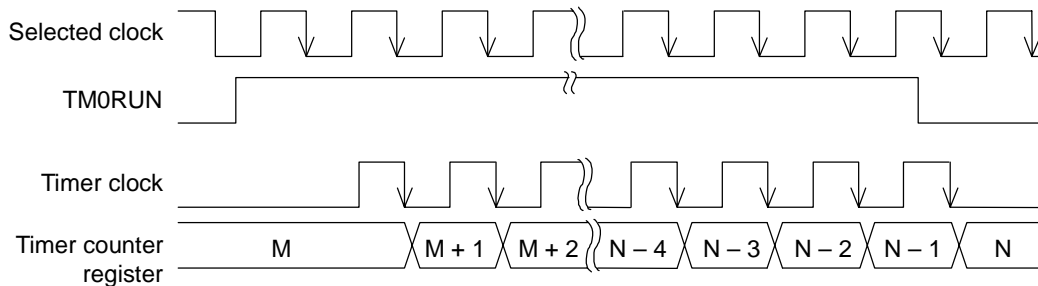 Selected clock
TM0RUN
Timer clock
Timer counter
register
M
M + 1
M + 2
N – 4
N – 3
N – 2
N – 1
N